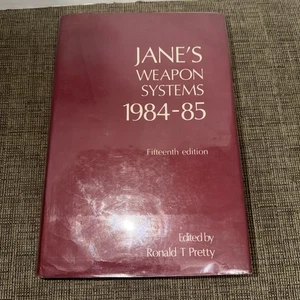 JANE'S
WEAPON
SYSTEMS
1984-85
Fifteenth edition
Edited by
Ronald T Pretty